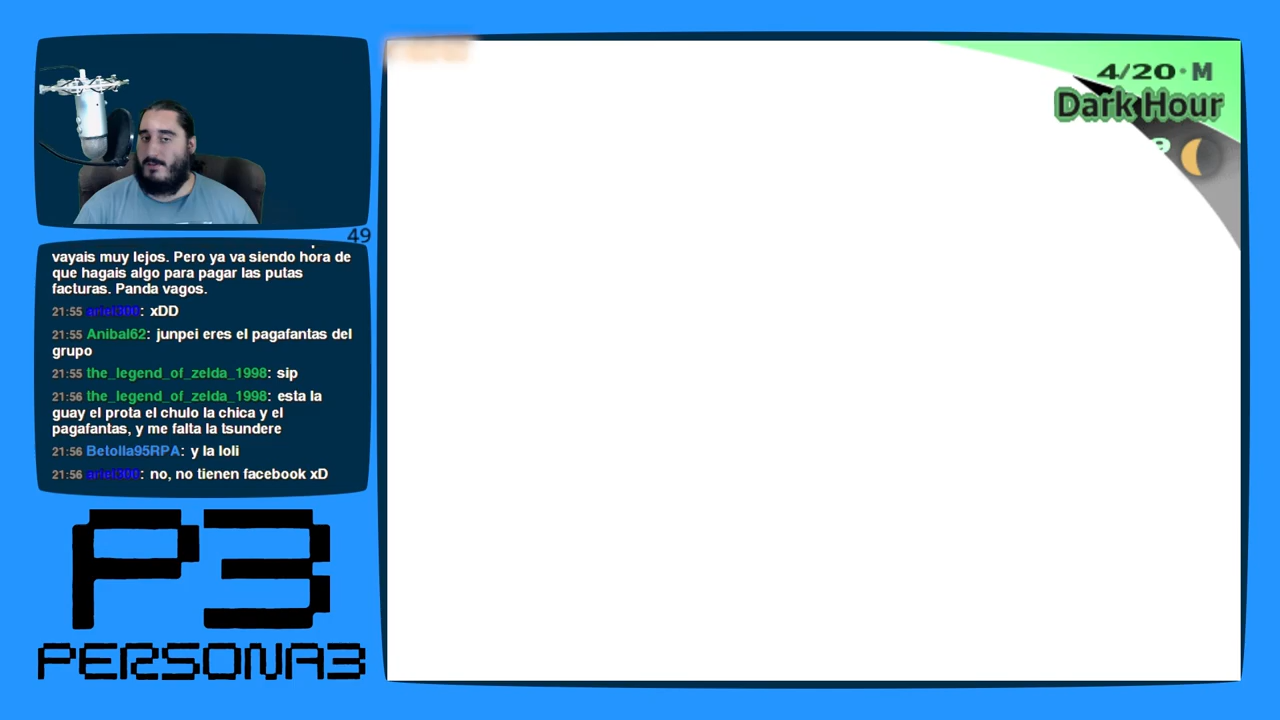 4/20・M
Dark Hour
49
vayais muy lejos. Pero ya va siendo hora de
que hagais algo para pagar las putas
facturas. Panda vagos.
21:55 ariel300: xDD
21:55 Anibal62: junpei eres el pagafantas del
grupo
21:55 the_legend_of_zelda_1998: sip
21:56 the_legend_of_zelda_1998: esta la
guay el prota el chulo la chica y el
pagafantas, y me falta la tsundere
21:56 Betolla95RPA: y la loli
21:56 ariel300: no, no tienen facebook xD
P3
PERSONA3